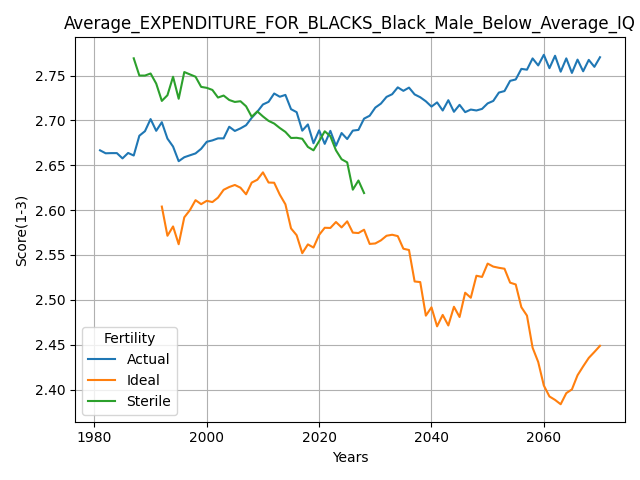 Average_EXPENDITURE_FOR_BLACKS_Black_Male_Below_Average_IQ
Score(1-3)
2.75
2.70
2.65
2.60
2.55
2.50
2.45
2.40
Fertility
Actual
Ideal
Sterile
1980 2000 2020 2040 2060
Years